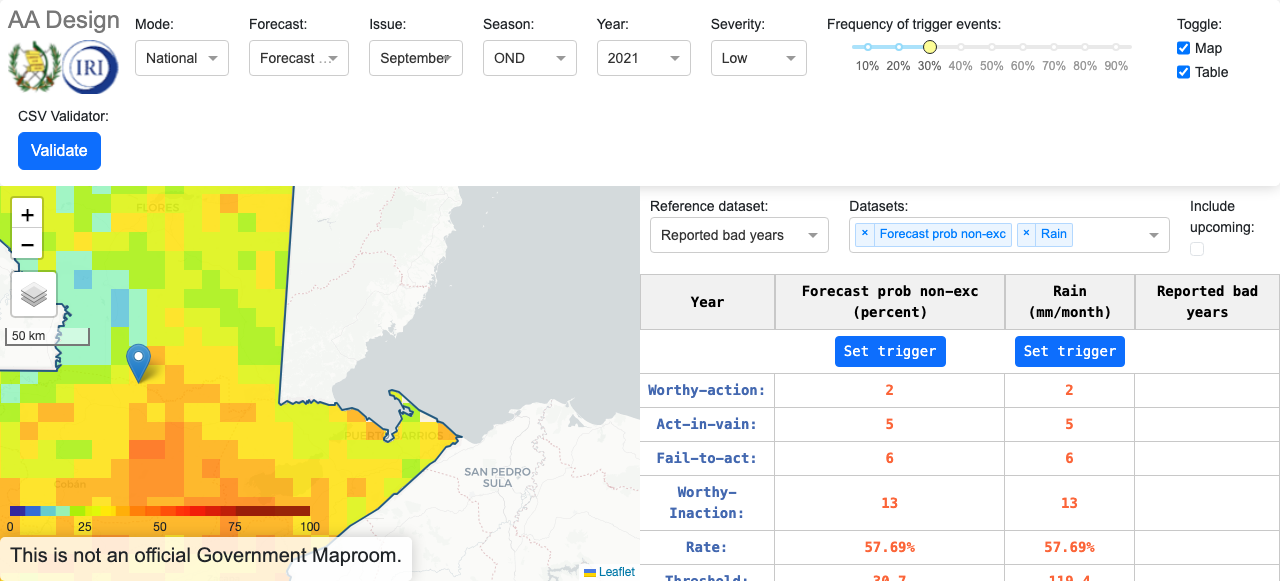 AA Design
IRI
Mode:
National
Forecast:
Forecast ...
Issue:
September
Season:
OND
Year:
2021
Severity:
Low
Frequency of trigger events:
10% 20% 30% 40% 50% 60% 70% 80% 90%
Toggle:
Map
Table
CSV Validator:
Validate
+
−
50 km
FLORES
PUERTO BARRIOS
SAN PEDRO
SULA
Cobán
0 25 50 75 100
This is not an official Government Maproom.
Leaflet
Reference dataset:
Reported bad years
Datasets:
× Forecast prob non-exc × Rain
Include
upcoming:
Year
Forecast prob non-exc
(percent)
Rain
(mm/month)
Reported bad
years
Set trigger Set trigger
Worthy-action: 2 2
Act-in-vain: 5 5
Fail-to-act: 6 6
Worthy-
Inaction: 13 13
Rate: 57.69% 57.69%
Threshold: 30.7 119.4